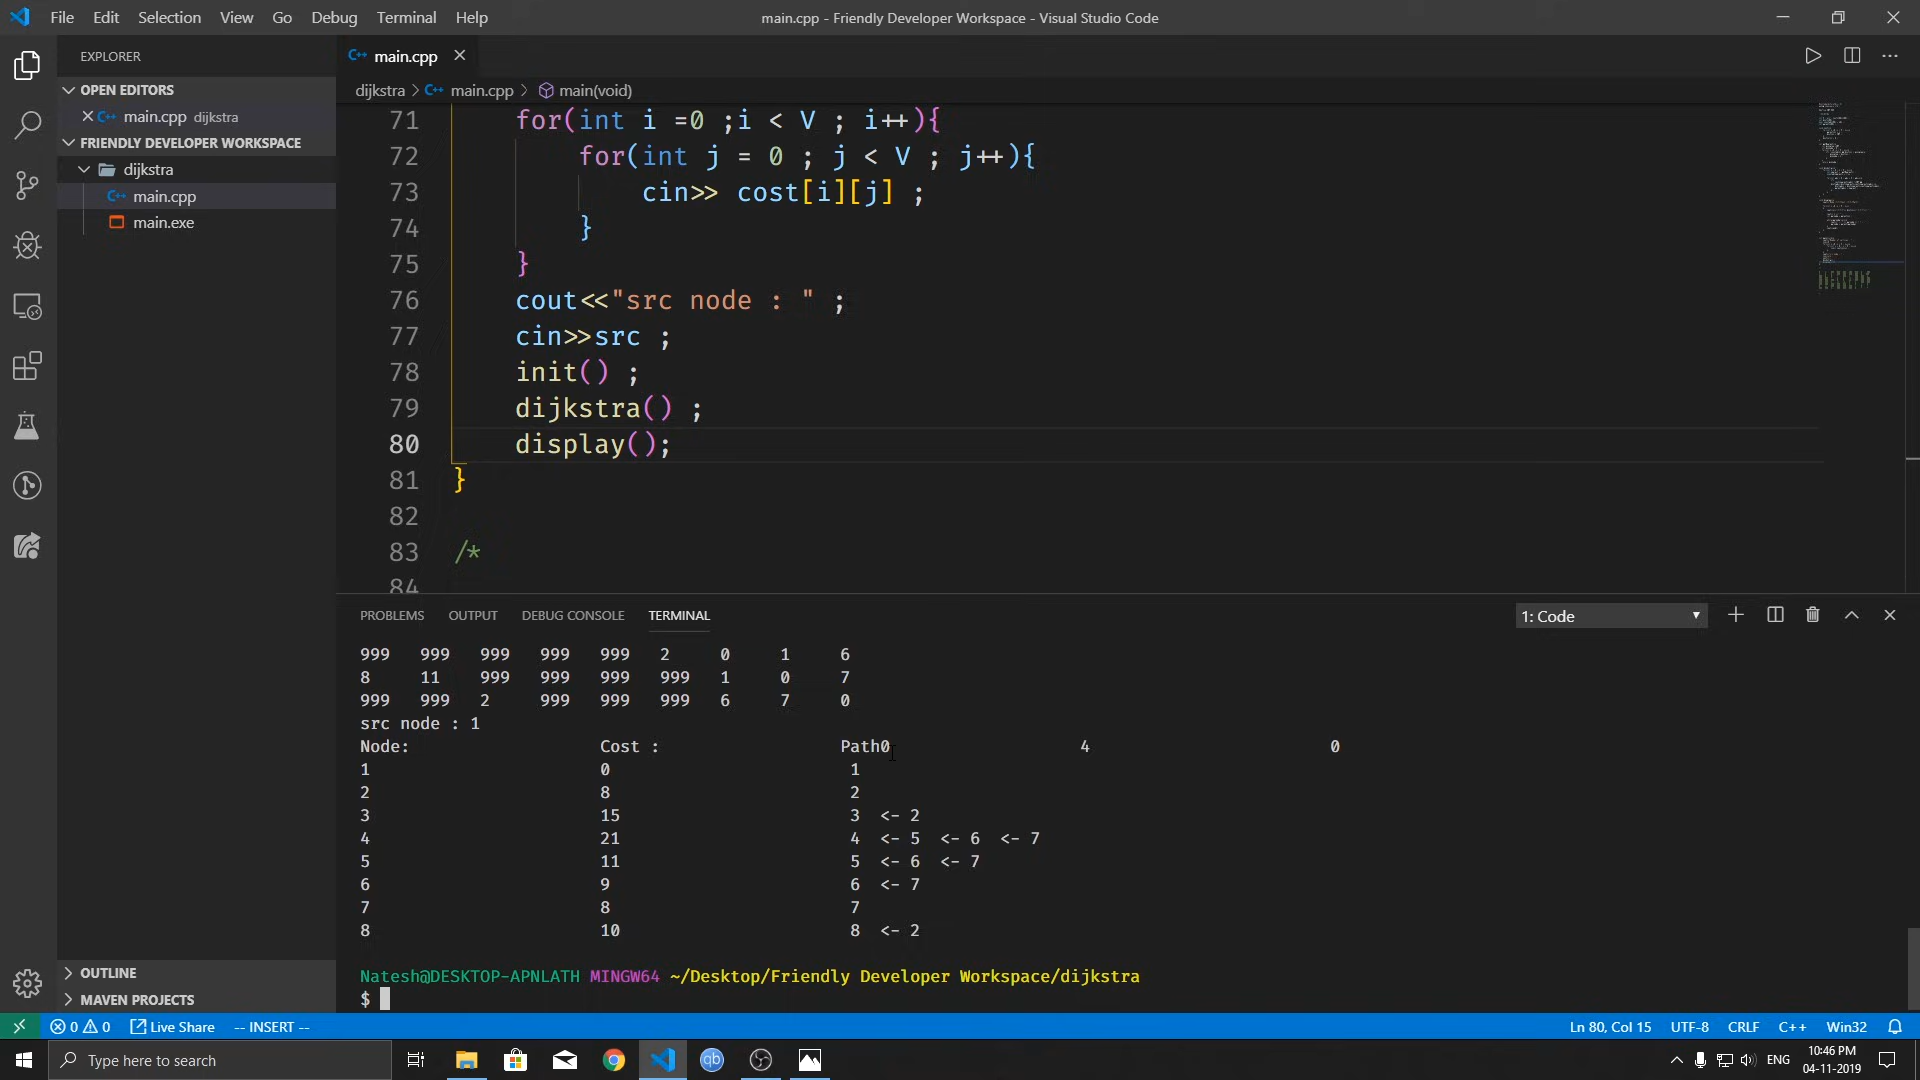 File Edit Selection View Go Debug Terminal Help
main.cpp - Friendly Developer Workspace - Visual Studio Code
EXPLORER
OPEN EDITORS
main.cpp dijkstra
FRIENDLY DEVELOPER WORKSPACE
dijkstra
main.cpp
main.exe
OUTLINE
MAVEN PROJECTS
main.cpp
dijkstra > main.cpp > main(void)
71 for(int i =0 ;i < V ; i++){
72 for(int j = 0 ; j < V ; j++){
73 cin>> cost[i][j] ;
74 }
75 }
76 cout<<"src node : " ;
77 cin>>src ;
78 init() ;
79 dijkstra() ;
80 display();
81 }
82
83 /*
84
PROBLEMS OUTPUT DEBUG CONSOLE TERMINAL
1: Code
999 999 999 999 999 2 0 1 6
8 11 999 999 999 999 1 0 7
999 999 2 999 999 999 6 7 0
src node : 1
Node: Cost : Path0 4 0
1 0 1
2 8 2
3 15 3 <- 2
4 21 4 <- 5 <- 6 <- 7
5 11 5 <- 6 <- 7
6 9 6 <- 7
7 8 7
8 10 8 <- 2
Natesh@DESKTOP-APNLATH MINGW64 ~/Desktop/Friendly Developer Workspace/dijkstra
$
0 0 Live Share -- INSERT --
Ln 80, Col 15 UTF-8 CRLF C++ Win32
Type here to search
qb
ENG
10:46 PM
04-11-2019